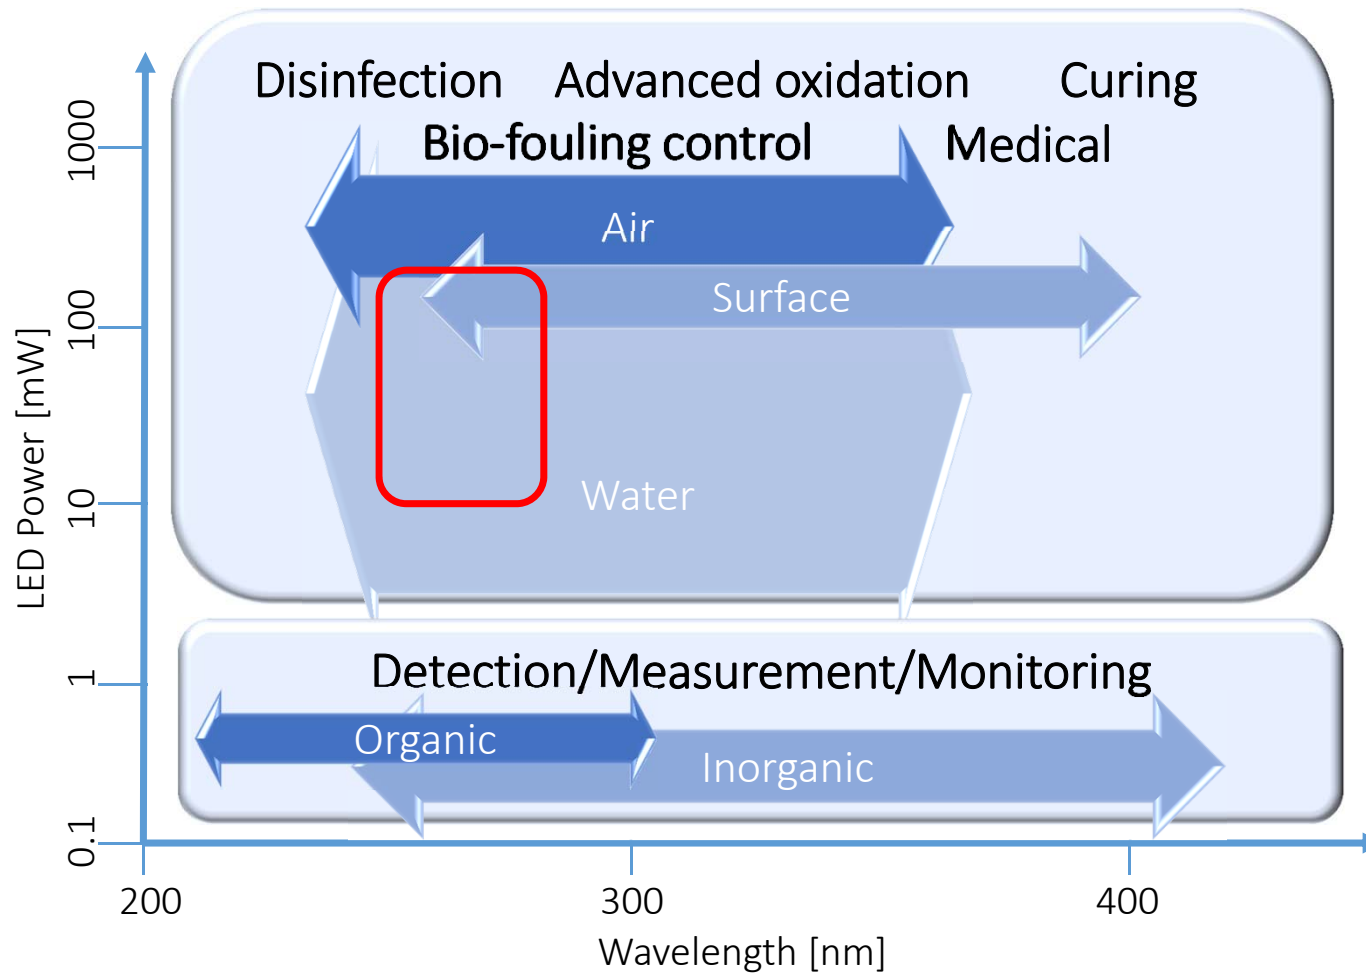 Disinfection Advanced oxidation Curing
Bio-fouling control Medical
Air
Surface
Water
Detection/Measurement/Monitoring
Organic
Inorganic
LED Power [mW]
1000
100
10
1
0.1
200 300 400
Wavelength [nm]